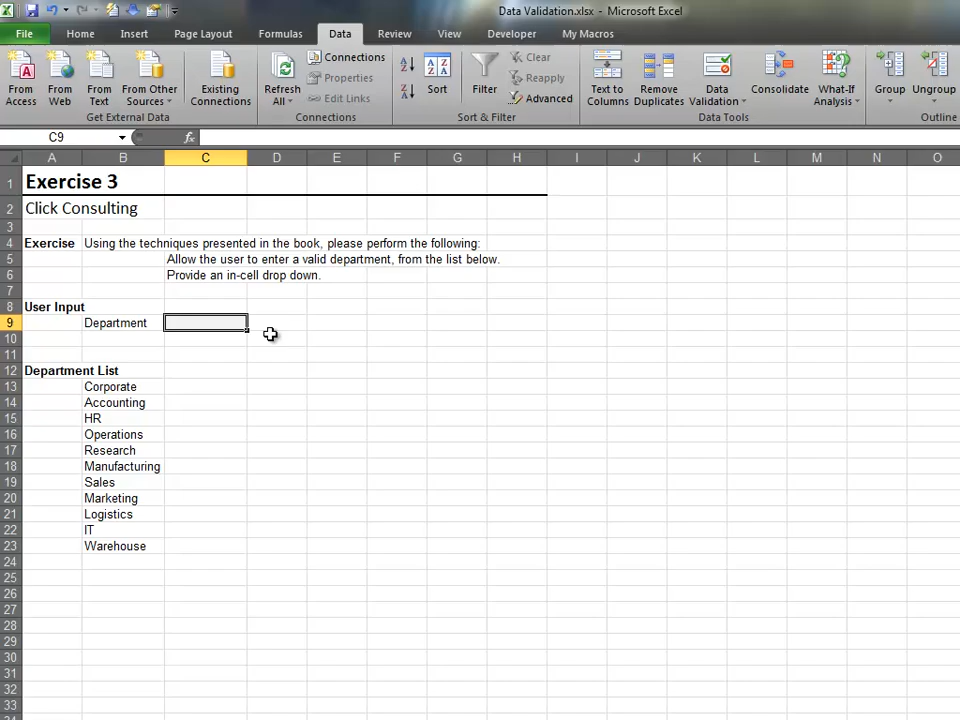 Data Validation.xlsx - Microsoft Excel
File Home Insert Page Layout Formulas Data Review View Developer My Macros
From Access
From Web
From Text
From Other Sources
Existing Connections
Get External Data
Refresh All
Connections
Properties
Edit Links
Connections
Sort
Filter
Clear
Reapply
Advanced
Sort & Filter
Text to Columns
Remove Duplicates
Data Validation
Consolidate
What-If Analysis
Data Tools
Group
Ungroup
Outline
C9 fx
A B C D E F G H I J K L M N O
1 Exercise 3
2 Click Consulting
3
4 Exercise Using the techniques presented in the book, please perform the following:
5 Allow the user to enter a valid department, from the list below.
6 Provide an in-cell drop down.
7
8 User Input
9 Department
10
11
12 Department List
13 Corporate
14 Accounting
15 HR
16 Operations
17 Research
18 Manufacturing
19 Sales
20 Marketing
21 Logistics
22 IT
23 Warehouse
24
25
26
27
28
29
30
31
32
33